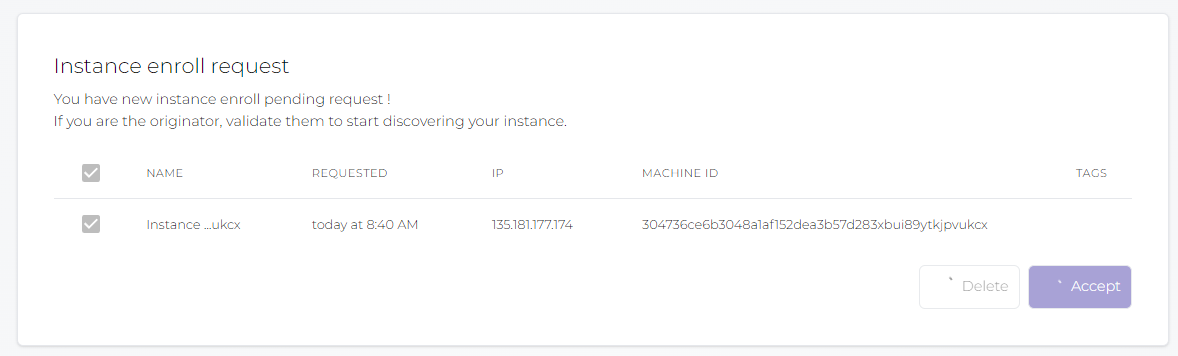 Instance enroll request
You have new instance enroll pending request !
If you are the originator, validate them to start discovering your instance.
NAME REQUESTED IP MACHINE ID TAGS
Instance ...ukcx today at 8:40 AM 135.181.177.174 304736ce6b3048a1af152dea3b57d283xbui89ytkjpvukcx
Delete Accept